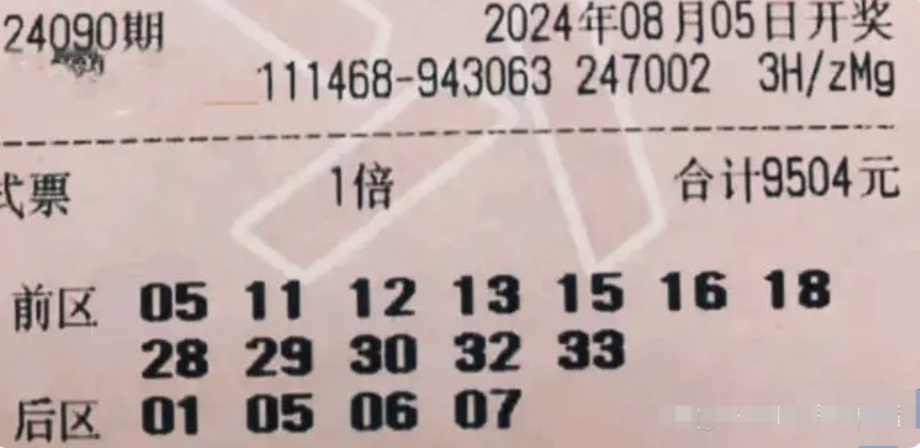 24090期 2024年08月05日开奖
111468-943063 247002 3H/zMg
式票 1倍 合计9504元
前区 05 11 12 13 15 16 18
28 29 30 32 33
后区 01 05 06 07